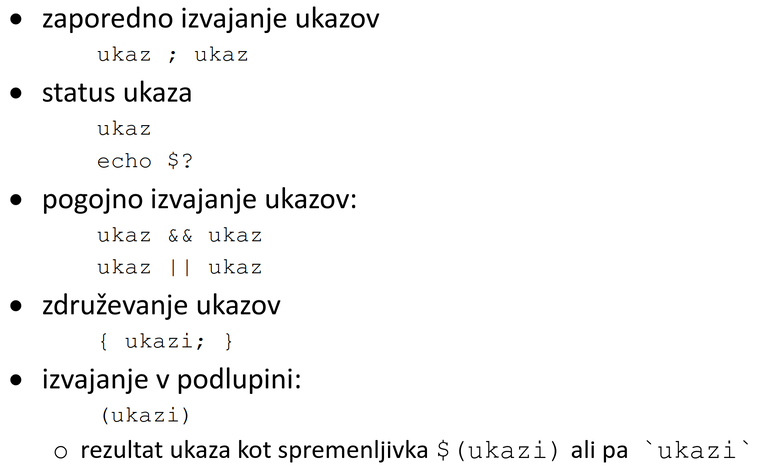 • zaporedno izvajanje ukazov
ukaz ; ukaz
• status ukaza
ukaz
echo $?
• pogojno izvajanje ukazov:
ukaz && ukaz
ukaz || ukaz
• združevanje ukazov
{ ukazi; }
• izvajanje v podlupini:
(ukazi)
o rezultat ukaza kot spremenljivka $(ukazi) ali pa `ukazi`